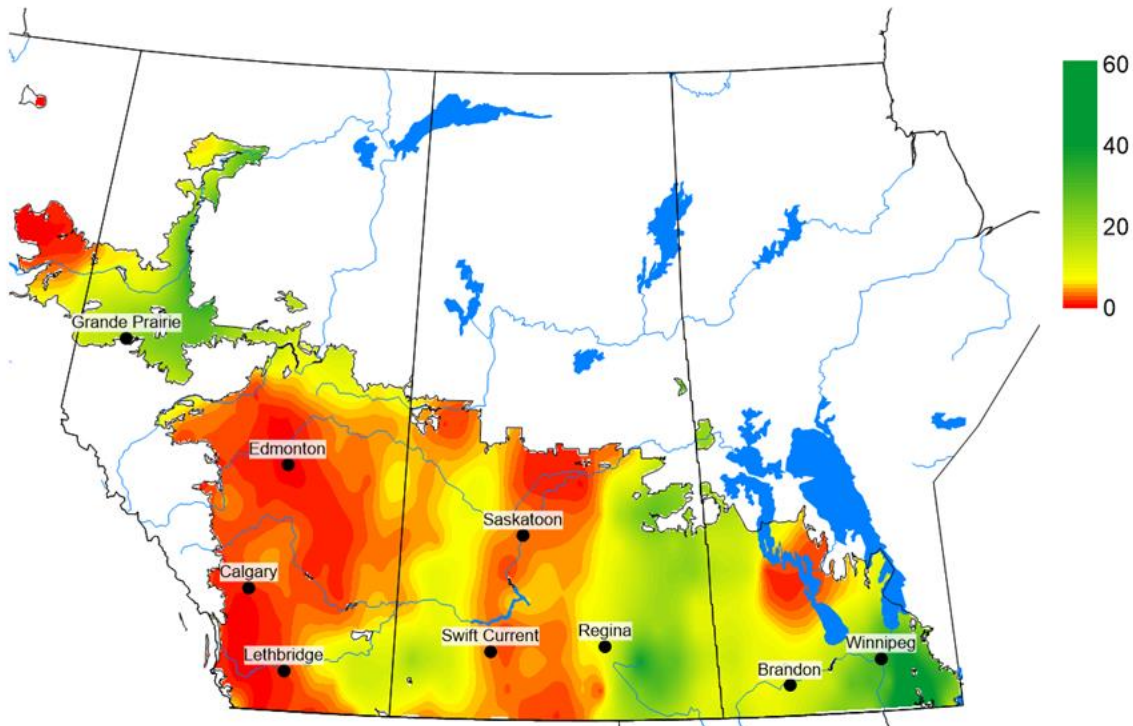 60
40
20
0
Grande Prairie
Edmonton
Saskatoon
Calgary
Swift Current
Regina
Lethbridge
Winnipeg
Brandon